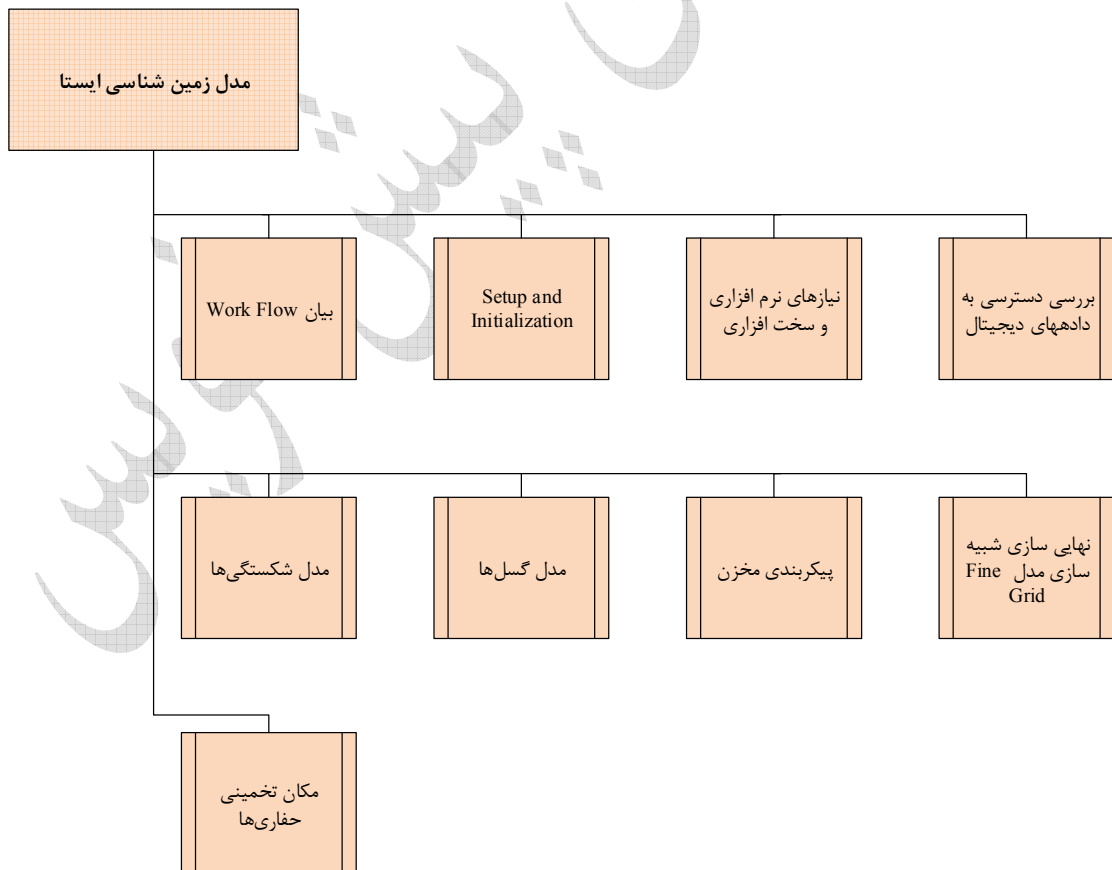 مدل زمین شناسی ایستا
بررسی دسترسی به
دادههای دیجیتال
نیازهای نرم افزاری
و سخت افزاری
Setup and
Initialization
بیان Work Flow
نهایی سازی شبیه
سازی مدل Fine
Grid
پیکربندی مخزن
مدل گسل‌ها
مدل شکستگی‌ها
مکان تخمینی
حفاری‌ها
پیش نویس